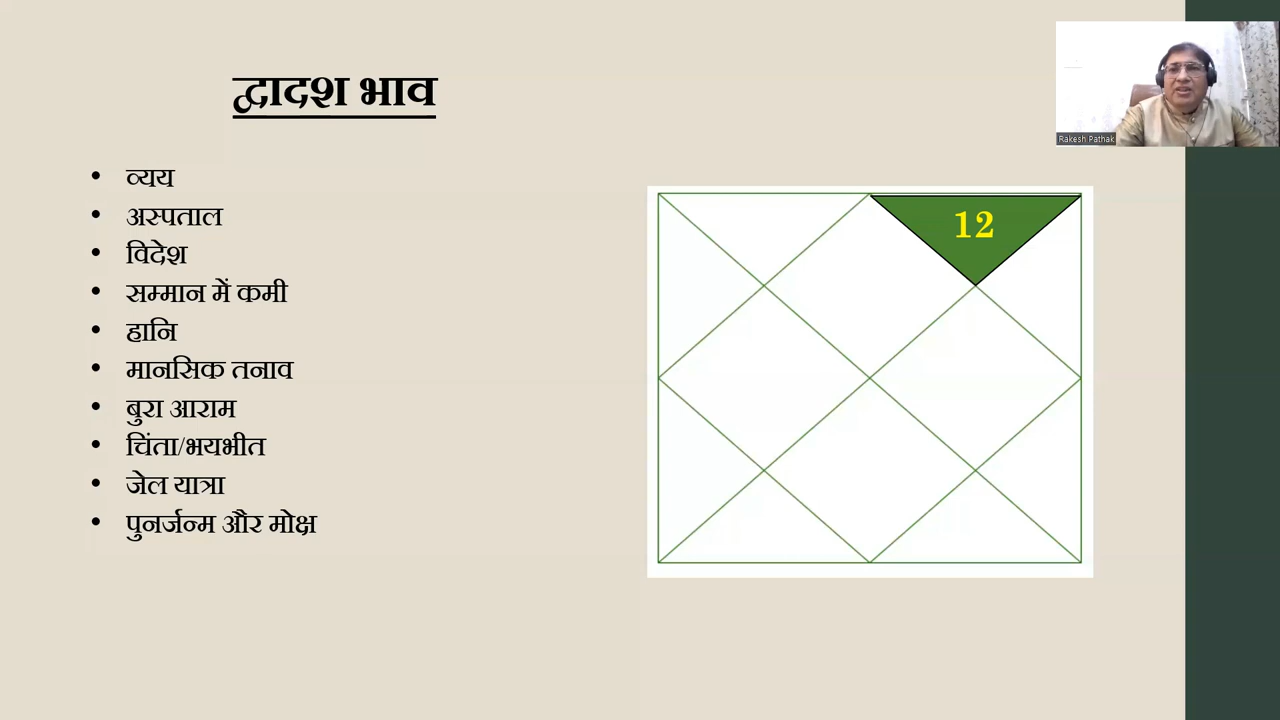 द्वादश भाव
व्यय
अस्पताल
विदेश
सम्मान में कमी
हानि
मानसिक तनाव
बुरा आराम
चिंता/भयभीत
जेल यात्रा
पुनर्जन्म और मोक्ष
12
Rakesh Pathak